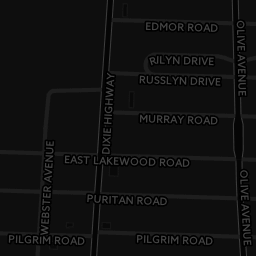 EDMOR ROAD
OLIVE AVENUE
RILYN DRIVE
RUSSLYN DRIVE
DIXIE HIGHWAY
MURRAY ROAD
EAST LAKEWOOD ROAD
WEBSTER AVENUE
PURITAN ROAD
OLIVE AVENUE
PILGRIM ROAD
PILGRIM ROAD